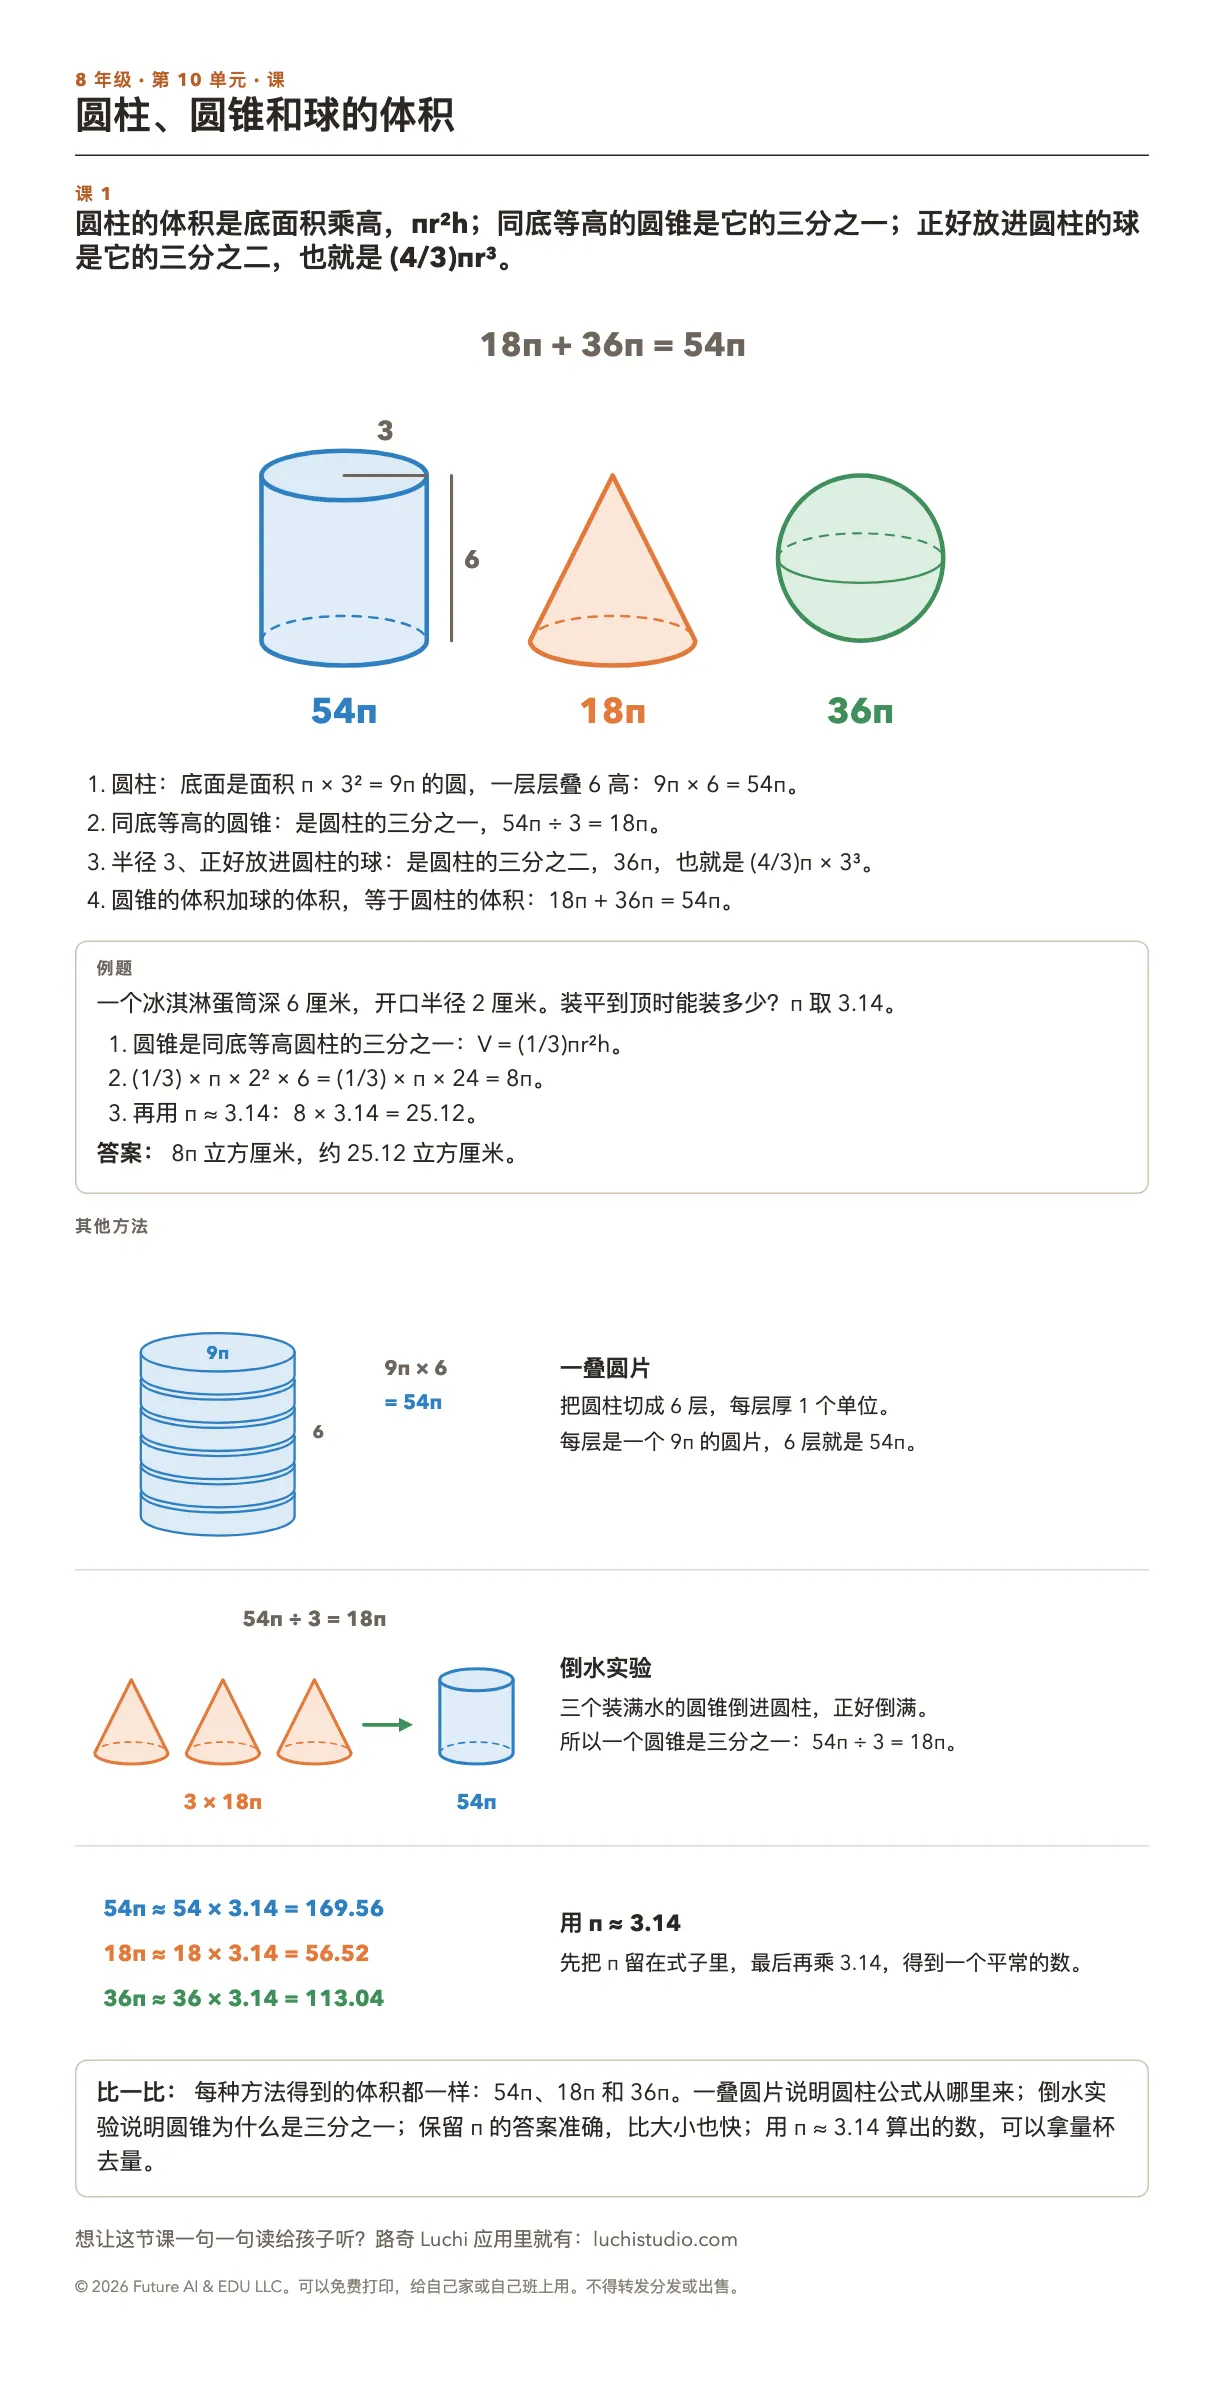 8 年级 · 第 10 单元 · 课
圆柱、圆锥和球的体积
课 1
圆柱的体积是底面积乘高，πr²h；同底等高的圆锥是它的三分之一；正好放进圆柱的球
是它的三分之二，也就是 (4/3)πr³。
18π + 36π = 54π
3
6
54π
18π
36π
1. 圆柱：底面是面积 π × 3² = 9π 的圆，一层层叠 6 高：9π × 6 = 54π。
2. 同底等高的圆锥：是圆柱的三分之一，54π ÷ 3 = 18π。
3. 半径 3、正好放进圆柱的球：是圆柱的三分之二，36π，也就是 (4/3)π × 3³。
4. 圆锥的体积加球的体积，等于圆柱的体积：18π + 36π = 54π。
例题
一个冰淇淋蛋筒深 6 厘米，开口半径 2 厘米。装平到顶时能装多少？π 取 3.14。
1. 圆锥是同底等高圆柱的三分之一：V = (1/3)πr²h。
2. (1/3) × π × 2² × 6 = (1/3) × π × 24 = 8π。
3. 再用 π ≈ 3.14：8 × 3.14 = 25.12。
答案： 8π 立方厘米，约 25.12 立方厘米。
其他方法
9π
6
9π × 6
= 54π
一叠圆片
把圆柱切成 6 层，每层厚 1 个单位。
每层是一个 9π 的圆片，6 层就是 54π。
54π ÷ 3 = 18π
3 × 18π
54π
倒水实验
三个装满水的圆锥倒进圆柱，正好倒满。
所以一个圆锥是三分之一：54π ÷ 3 = 18π。
54π ≈ 54 × 3.14 = 169.56
18π ≈ 18 × 3.14 = 56.52
36π ≈ 36 × 3.14 = 113.04
用 π ≈ 3.14
先把 π 留在式子里，最后再乘 3.14，得到一个平常的数。
比一比： 每种方法得到的体积都一样：54π、18π 和 36π。一叠圆片说明圆柱公式从哪里来；倒水实
验说明圆锥为什么是三分之一；保留 π 的答案准确，比大小也快；用 π ≈ 3.14 算出的数，可以拿量杯
去量。
想让这节课一句一句读给孩子听？路奇 Luchi 应用里就有：luchistudio.com
© 2026 Future AI & EDU LLC。可以免费打印，给自己家或自己班上用。不得转发分发或出售。